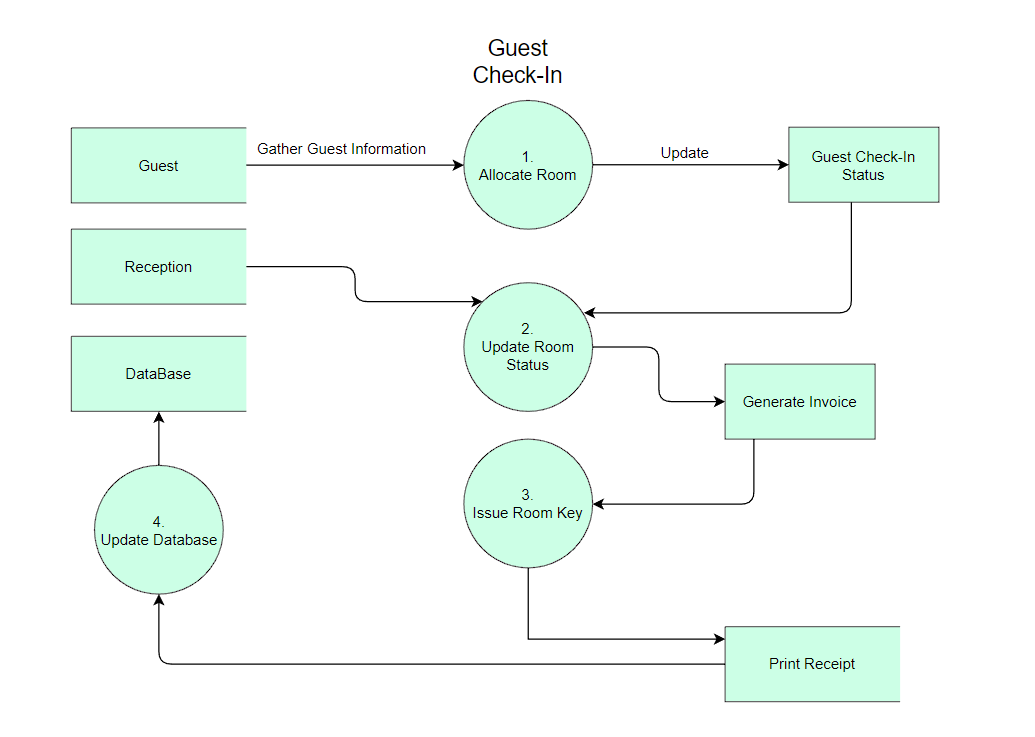 Guest
Check-In
Guest
Gather Guest Information
1.
Allocate Room
Update
Guest Check-In
Status
Reception
2.
Update Room
Status
DataBase
Generate Invoice
3.
Issue Room Key
4.
Update Database
Print Receipt